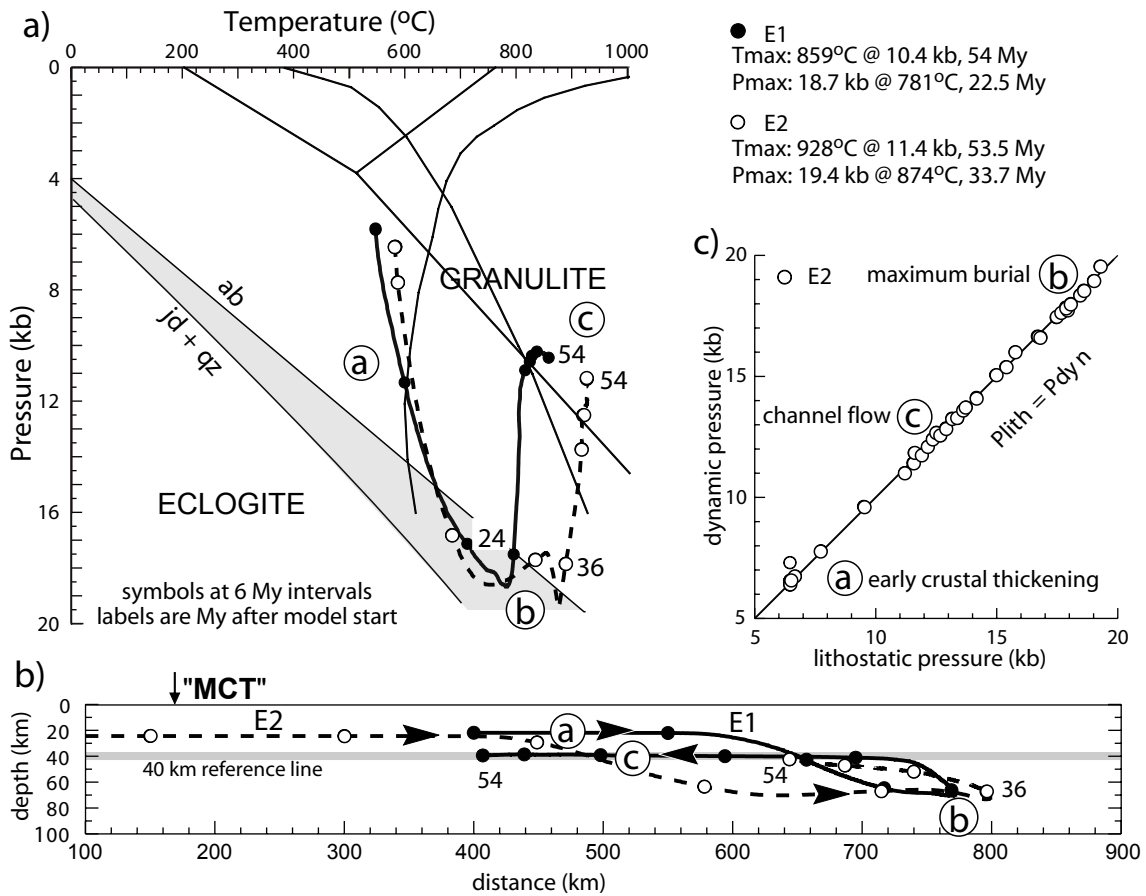 a)
Temperature (ºC)
0 200 400 600 800 1000
0
4
8
12
16
20
Pressure (kb)
ab
jd + qz
GRANULITE
ECLOGITE
a
b
c
54
54
24
36
symbols at 6 My intervals
labels are My after model start
E1
Tmax: 859ºC @ 10.4 kb, 54 My
Pmax: 18.7 kb @ 781ºC, 22.5 My
E2
Tmax: 928ºC @ 11.4 kb, 53.5 My
Pmax: 19.4 kb @ 874ºC, 33.7 My
c)
20
15
10
5
dynamic pressure (kb)
E2
maximum burial
b
channel flow
c
Plith = Pdyn
a
early crustal thickening
5 10 15 20
lithostatic pressure (kb)
b)
"MCT"
0
20
40
60
80
100
depth (km)
E2
a
E1
40 km reference line
c
54
54
36
b
100 200 300 400 500 600 700 800 900
distance (km)